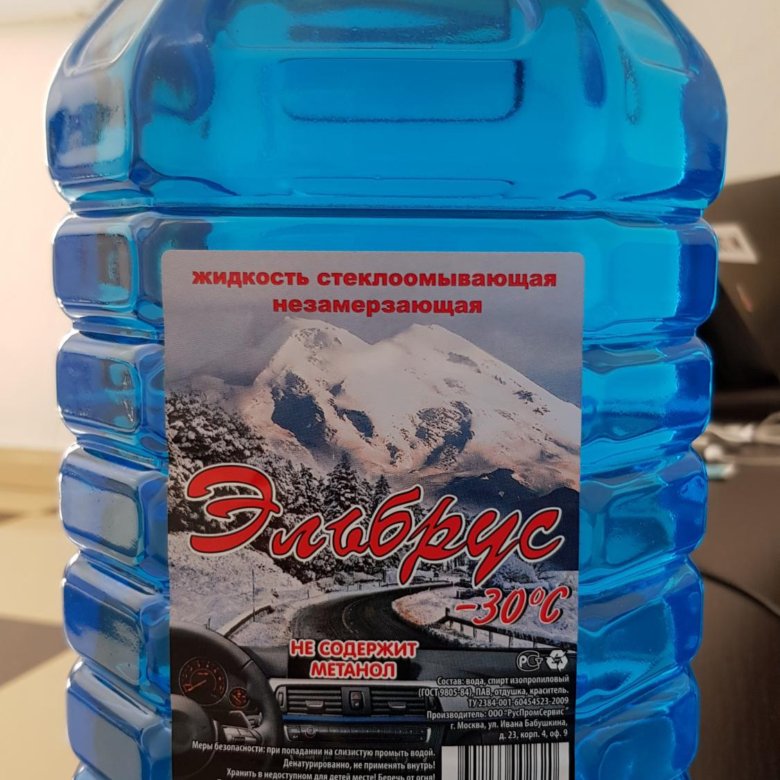 жидкость стеклоомывающая
незамерзающая
Эльбрус
-30°С
НЕ СОДЕРЖИТ
МЕТАНОЛ
Состав: вода, спирт изопропиловый
(ГОСТ 9805-84), ПАВ, отдушка, краситель.
ТУ 2384-001-60454523-2009
Производитель: ООО "РусПромСервис"
г. Москва, ул. Ивана Бабушкина,
д. 23, корп. 4, оф. 9
Меры безопасности: при попадании на слизистую промыть водой.
Денатурированно, не применять внутрь!
Хранить в недоступном для детей месте! Беречь от огня!